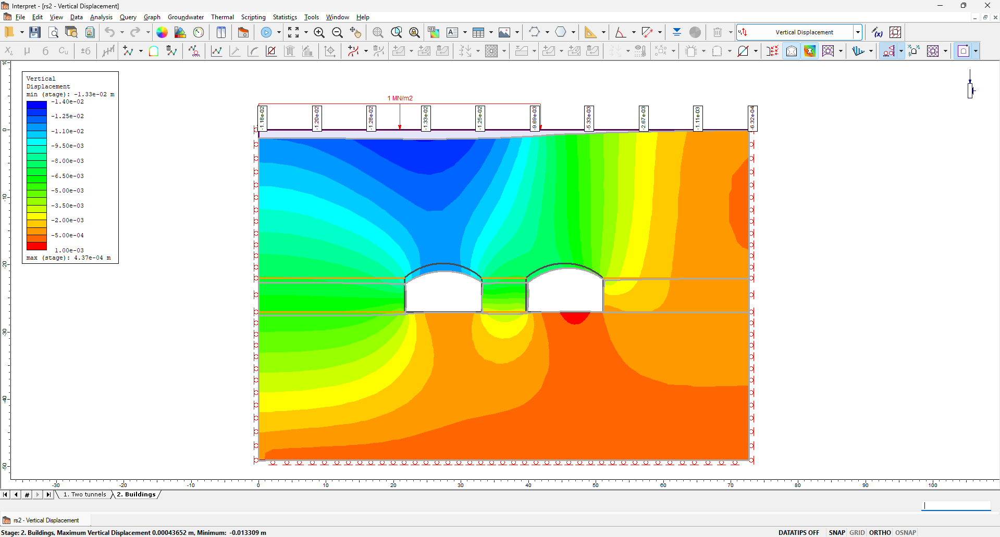 Interpret - [rs2 - Vertical Displacement]
File Edit View Data Analysis Query Graph Groundwater Thermal Scripting Statistics Tools Window Help
Vertical Displacement
Vertical
Displacement
min (stage): -1.33e-02 m
-1.40e-02
-1.25e-02
-1.10e-02
-9.50e-03
-8.00e-03
-6.50e-03
-5.00e-03
-3.50e-03
-2.00e-03
-5.00e-04
1.00e-03
max (stage): 4.37e-04 m
1 MN/m2
-1.18e-02 -1.20e-02 -1.28e-02 -1.33e-02 -1.25e-02 -9.69e-03 -5.33e-03 -2.67e-03 -1.11e-03 -6.32e-04
10
0
-10
-20
-30
-40
-50
-30 -20 -10 0 10 20 30 40 50 60 70 80 90 100
1. Two tunnels 2. Buildings
rs2 - Vertical Displacement
Stage: 2. Buildings, Maximum Vertical Displacement 0.00043652 m, Minimum: -0.013309 m DATATIPS OFF SNAP GRID ORTHO OSNAP